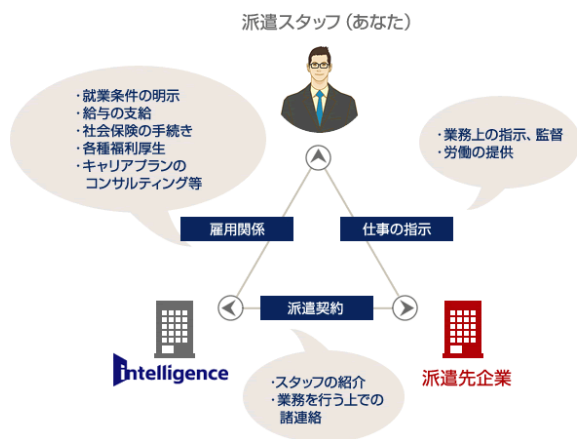 派遣スタッフ(あなた)
・就業条件の明示
・給与の支給
・社会保険の手続き
・各種福利厚生
・キャリアプランの
コンサルティング等
・業務上の指示、監督
・労働の提供
雇用関係
仕事の指示
派遣契約
intelligence
派遣先企業
・スタッフの紹介
・業務を行う上での
諸連絡